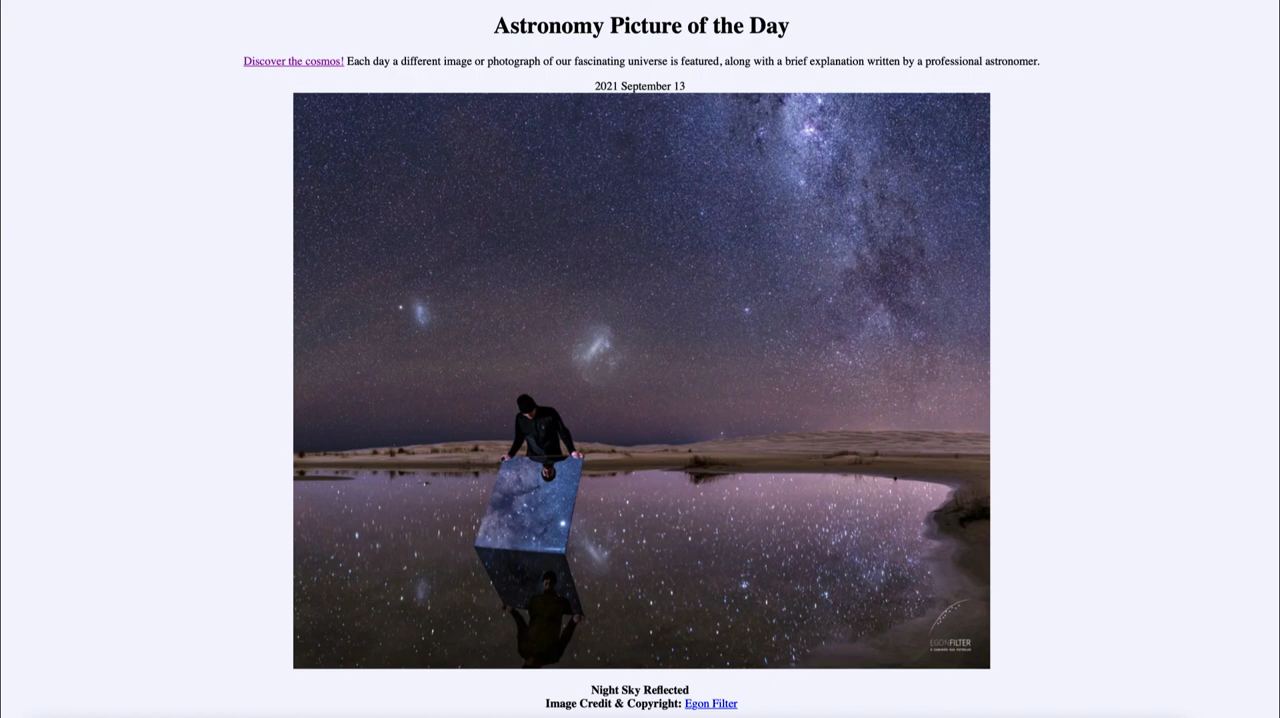 Astronomy Picture of the Day
Discover the cosmos! Each day a different image or photograph of our fascinating universe is featured, along with a brief explanation written by a professional astronomer.
2021 September 13
EGONFILTER
Night Sky Reflected
Image Credit & Copyright: Egon Filter